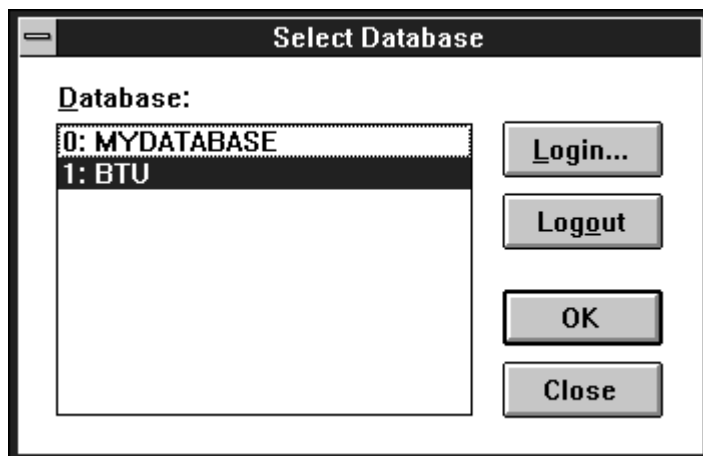 Select Database
Database:
0: MYDATABASE
1: BTU
Login...
Logout
OK
Close